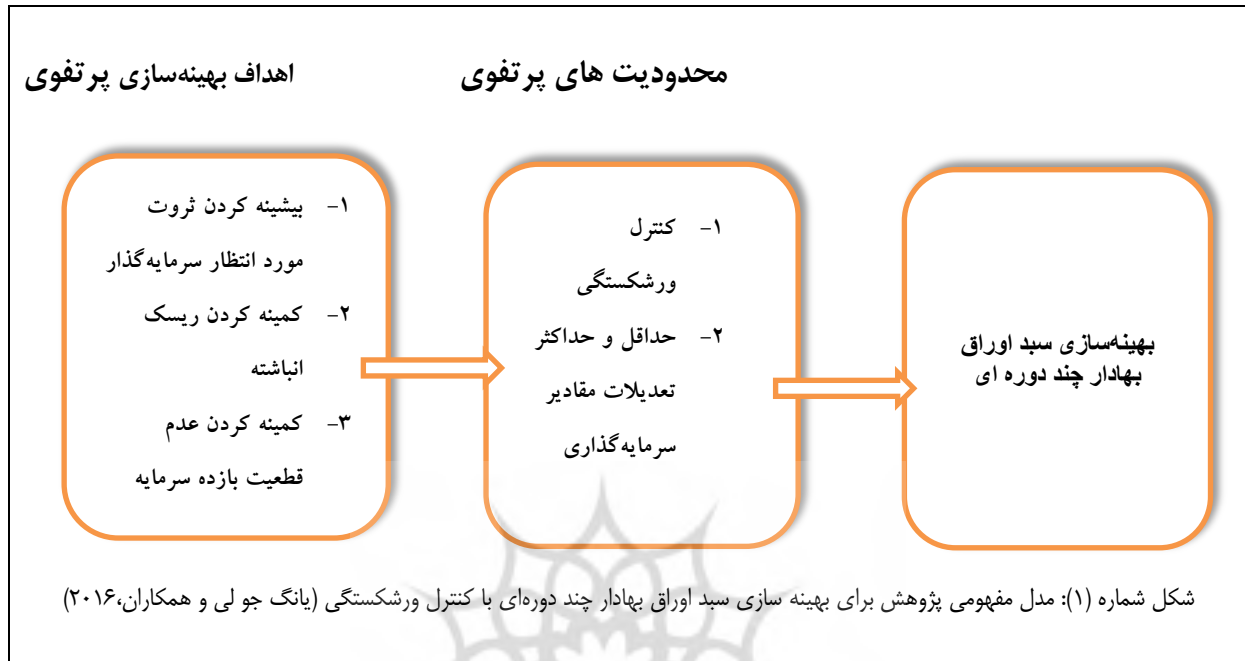 اهداف بهینه‌سازی پرتفوی
محدودیت های پرتفوی
۱- بیشینه کردن ثروت
مورد انتظار سرمایه‌گذار
۲- کمینه کردن ریسک
انباشته
۳- کمینه کردن عدم
قطعیت بازده سرمایه
۱- کنترل
ورشکستگی
۲- حداقل و حداکثر
تعدیلات مقادیر
سرمایه‌گذاری
بهینه‌سازی سبد اوراق
بهادار چند دوره ای
شکل شماره (۱): مدل مفهومی پژوهش برای بهینه سازی سبد اوراق بهادار چند دوره‌ای با کنترل ورشکستگی (یانگ جو لی و همکاران،۲۰۱۶)